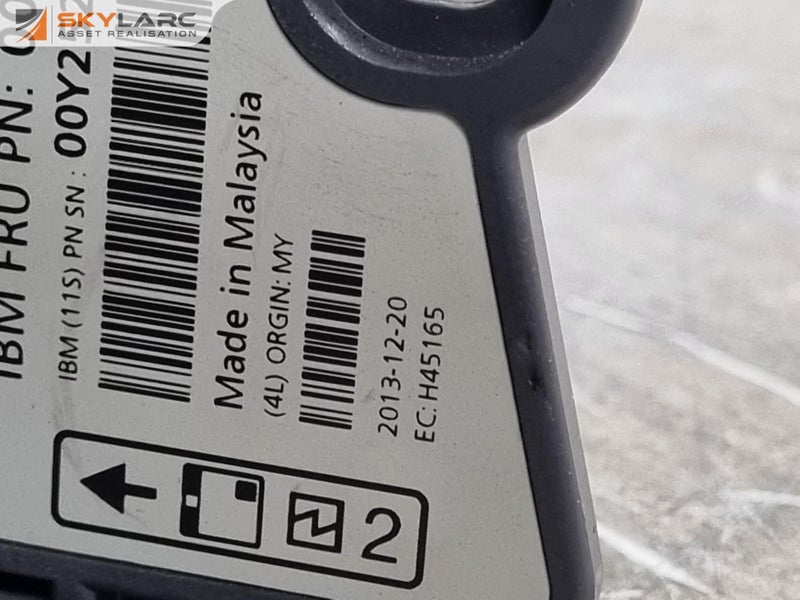 SKYLARC
ASSET REALISATION
IBM FRU PN:
IBM (11S) PN SN : 00Y2
Made in Malaysia
(4L) ORGIN: MY
2013-12-20
EC: H45165
2